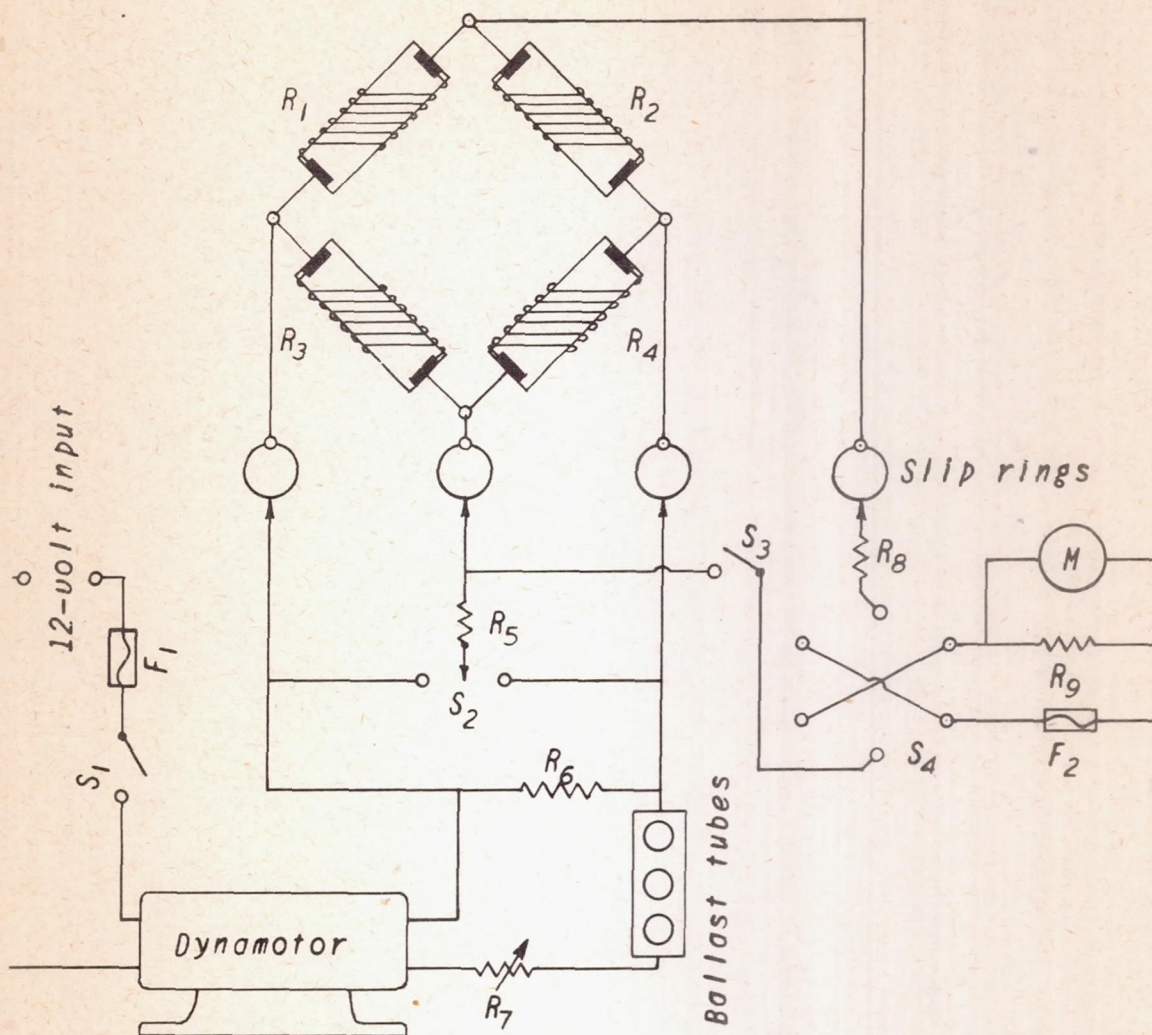 R1
R2
R3
R4
12-volt input
Slip rings
S3
R8
M
F1
R5
S2
R9
S4
F2
S1
R6
Ballast tubes
Dynamotor
R7